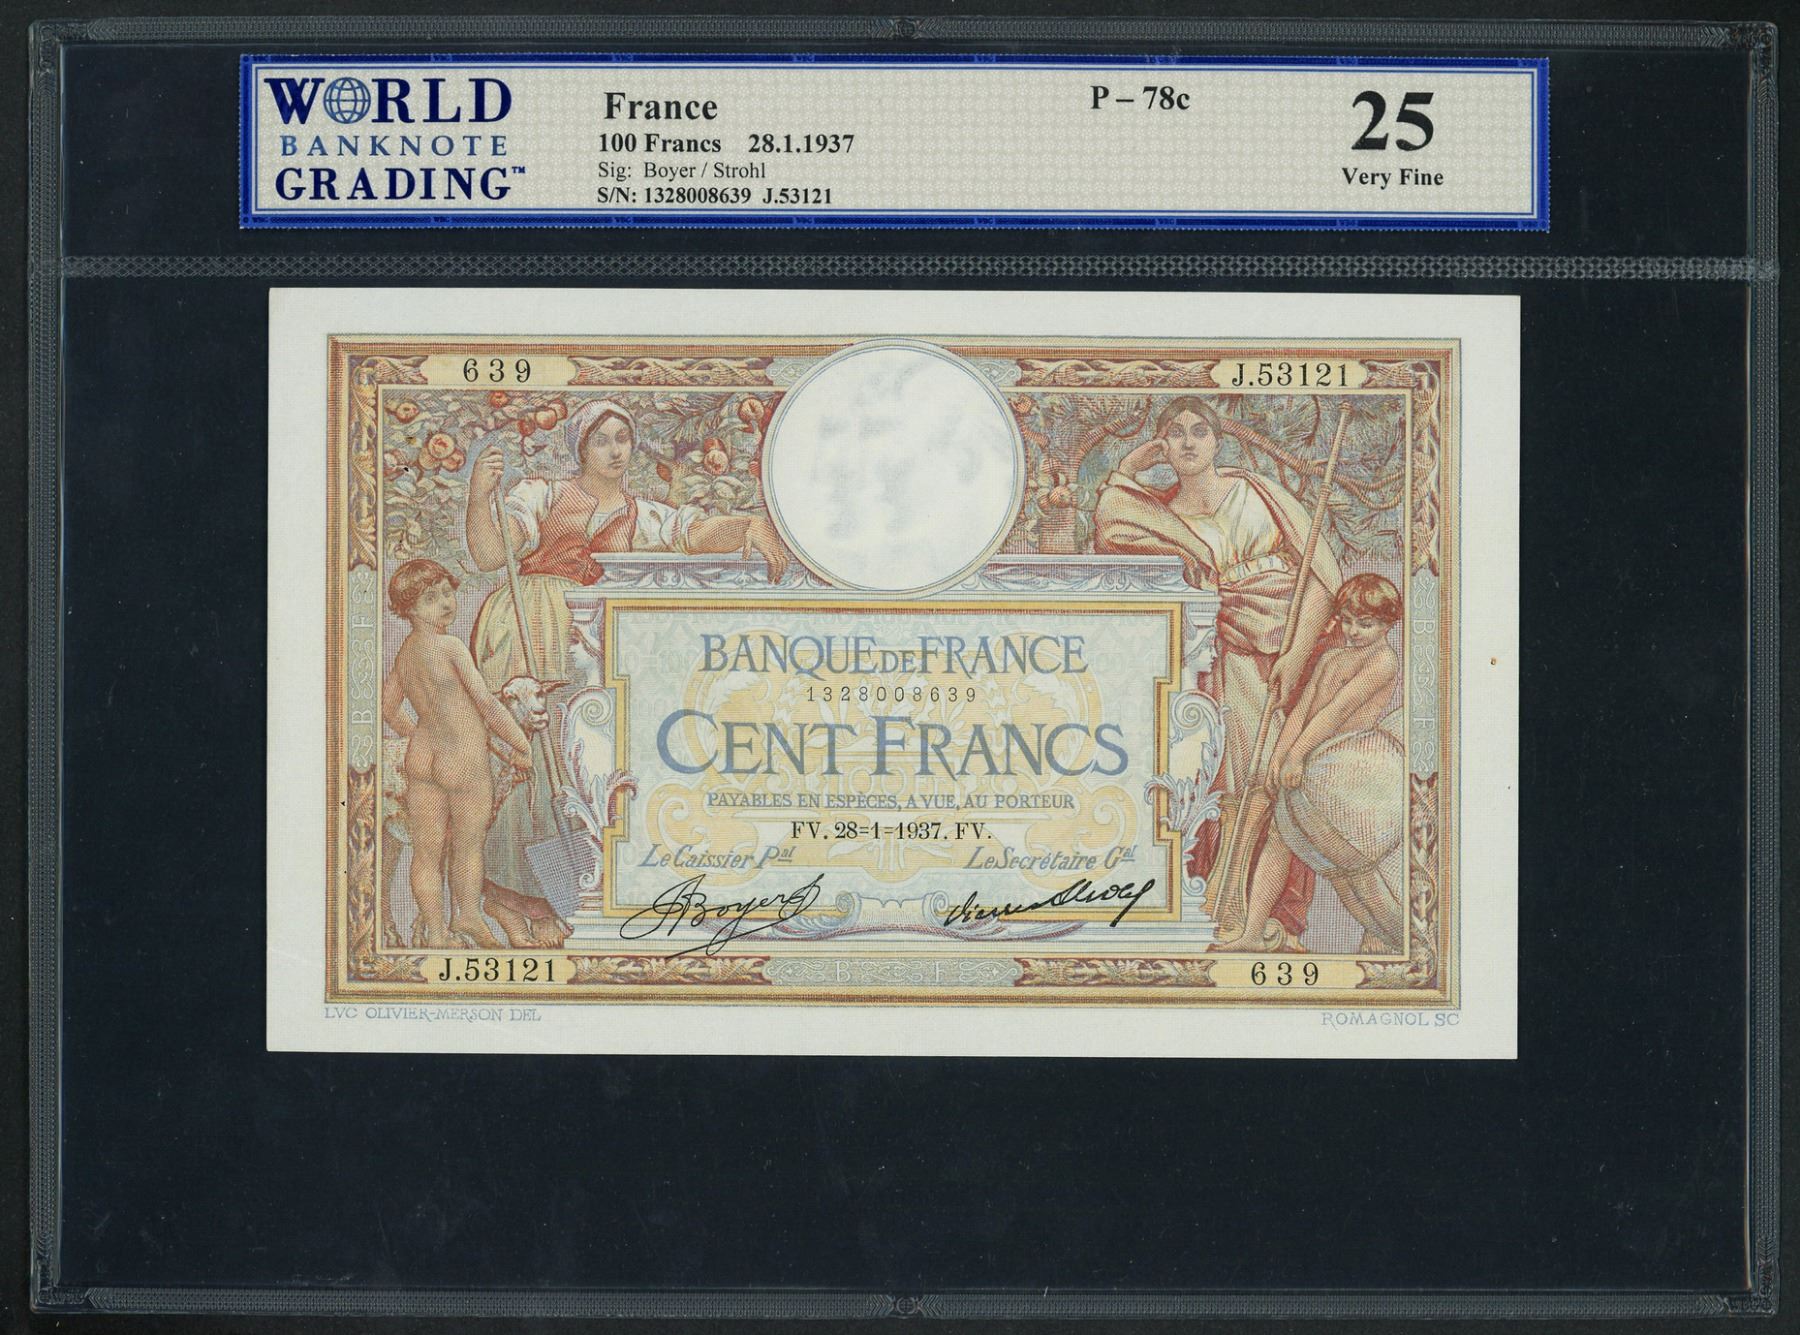 WORLD
BANKNOTE
GRADING™
France
100 Francs 28.1.1937
Sig: Boyer / Strohl
S/N: 1328008639 J.53121
P – 78c
25
Very Fine
639
J.53121
BANQUE DE FRANCE
1328008639
CENT FRANCS
PAYABLES EN ESPÈCES, A VUE, AU PORTEUR
FV. 28=1=1937. FV.
Le Caissier Pal
Le Secrétaire Gal
J.53121
B F
639
LVC OLIVIER-MERSON DEL
ROMAGNOL SC